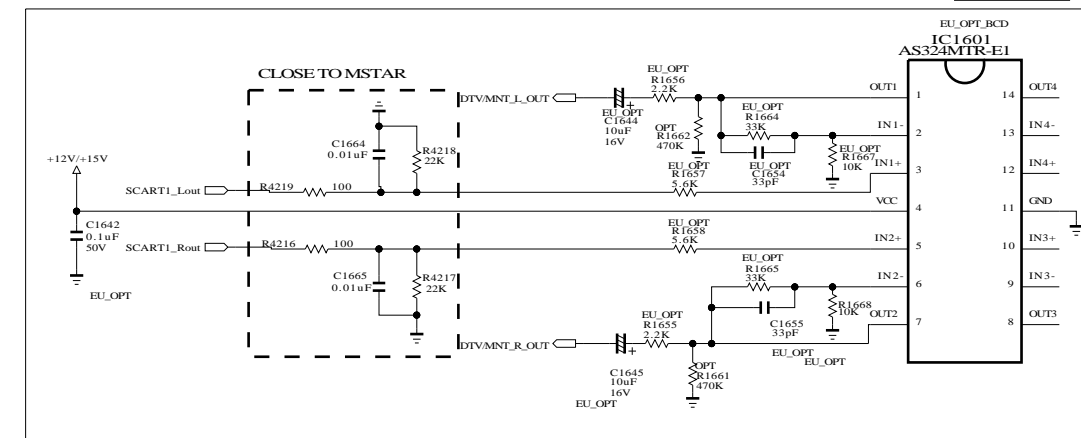 EU_OPT_BCD
IC1601
AS324MTR-E1
CLOSE TO MSTAR
+12V/+15V
C1642
0.1uF
50V
EU_OPT
SCART1_Lout
R4219
100
C1664
0.01uF
R4218
22K
SCART1_Rout
R4216
100
C1665
0.01uF
R4217
22K
DTV/MNT_L_OUT
EU_OPT
C1644
10uF
16V
EU_OPT
R1656
2.2K
OPT
R1662
470K
EU_OPT
R1664
33K
EU_OPT
C1654
33pF
EU_OPT
R1667
10K
EU_OPT
R1657
5.6K
EU_OPT
R1658
5.6K
EU_OPT
R1665
33K
C1655
33pF
EU_OPT
R1668
10K
EU_OPT
DTV/MNT_R_OUT
C1645
10uF
16V
EU_OPT
EU_OPT
R1655
2.2K
OPT
R1661
470K
OUT1
1
14
OUT4
IN1-
2
13
IN4-
IN1+
3
12
IN4+
VCC
4
11
GND
IN2+
5
10
IN3+
IN2-
6
9
IN3-
OUT2
7
8
OUT3